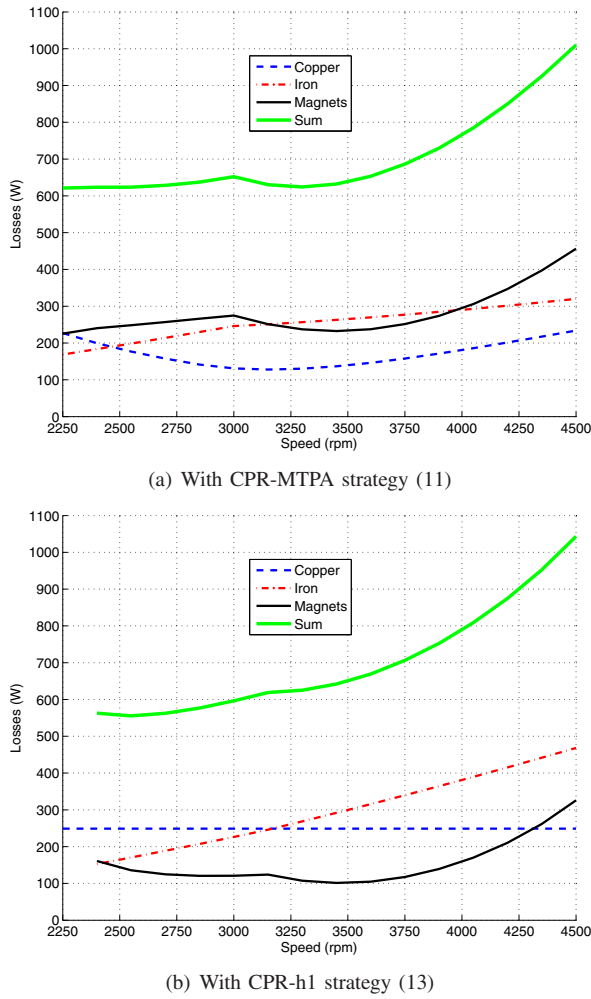 1100
1000
900
800
700
600
500
400
300
200
100
0
Losses (W)
Copper
Iron
Magnets
Sum
2250 2500 2750 3000 3250 3500 3750 4000 4250 4500
Speed (rpm)
(a) With CPR-MTPA strategy (11)
1100
1000
900
800
700
600
500
400
300
200
100
0
Losses (W)
Copper
Iron
Magnets
Sum
2250 2500 2750 3000 3250 3500 3750 4000 4250 4500
Speed (rpm)
(b) With CPR-h1 strategy (13)